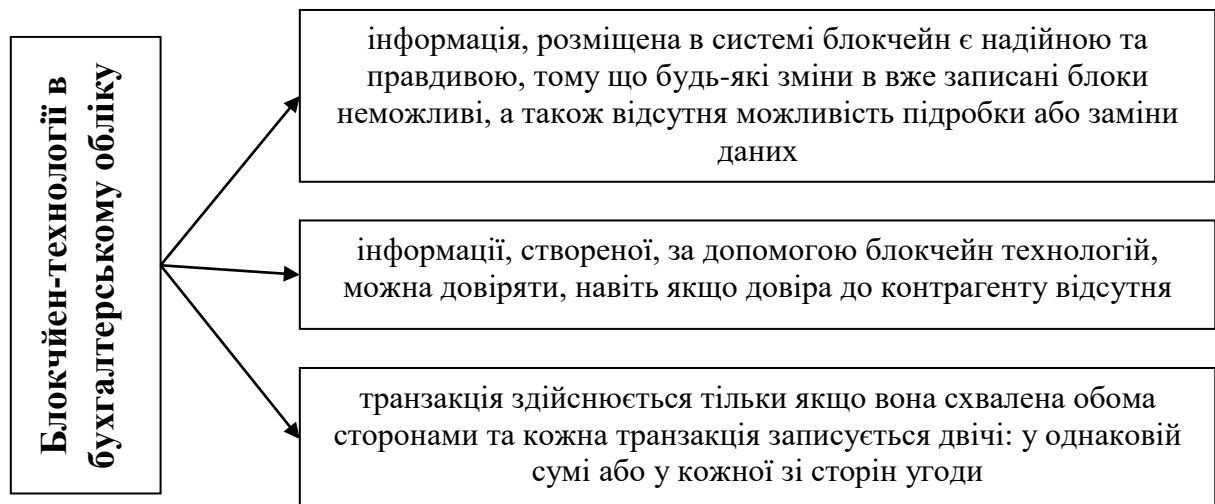 Блокчйен-технології в
бухгалтерському обліку
інформація, розміщена в системі блокчейн є надійною та
правдивою, тому що будь-які зміни в вже записані блоки
неможливі, а також відсутня можливість підробки або заміни
даних
інформації, створеної, за допомогою блокчейн технологій,
можна довіряти, навіть якщо довіра до контрагенту відсутня
транзакція здійснюється тільки якщо вона схвалена обома
сторонами та кожна транзакція записується двічі: у однаковій
сумі або у кожної зі сторін угоди